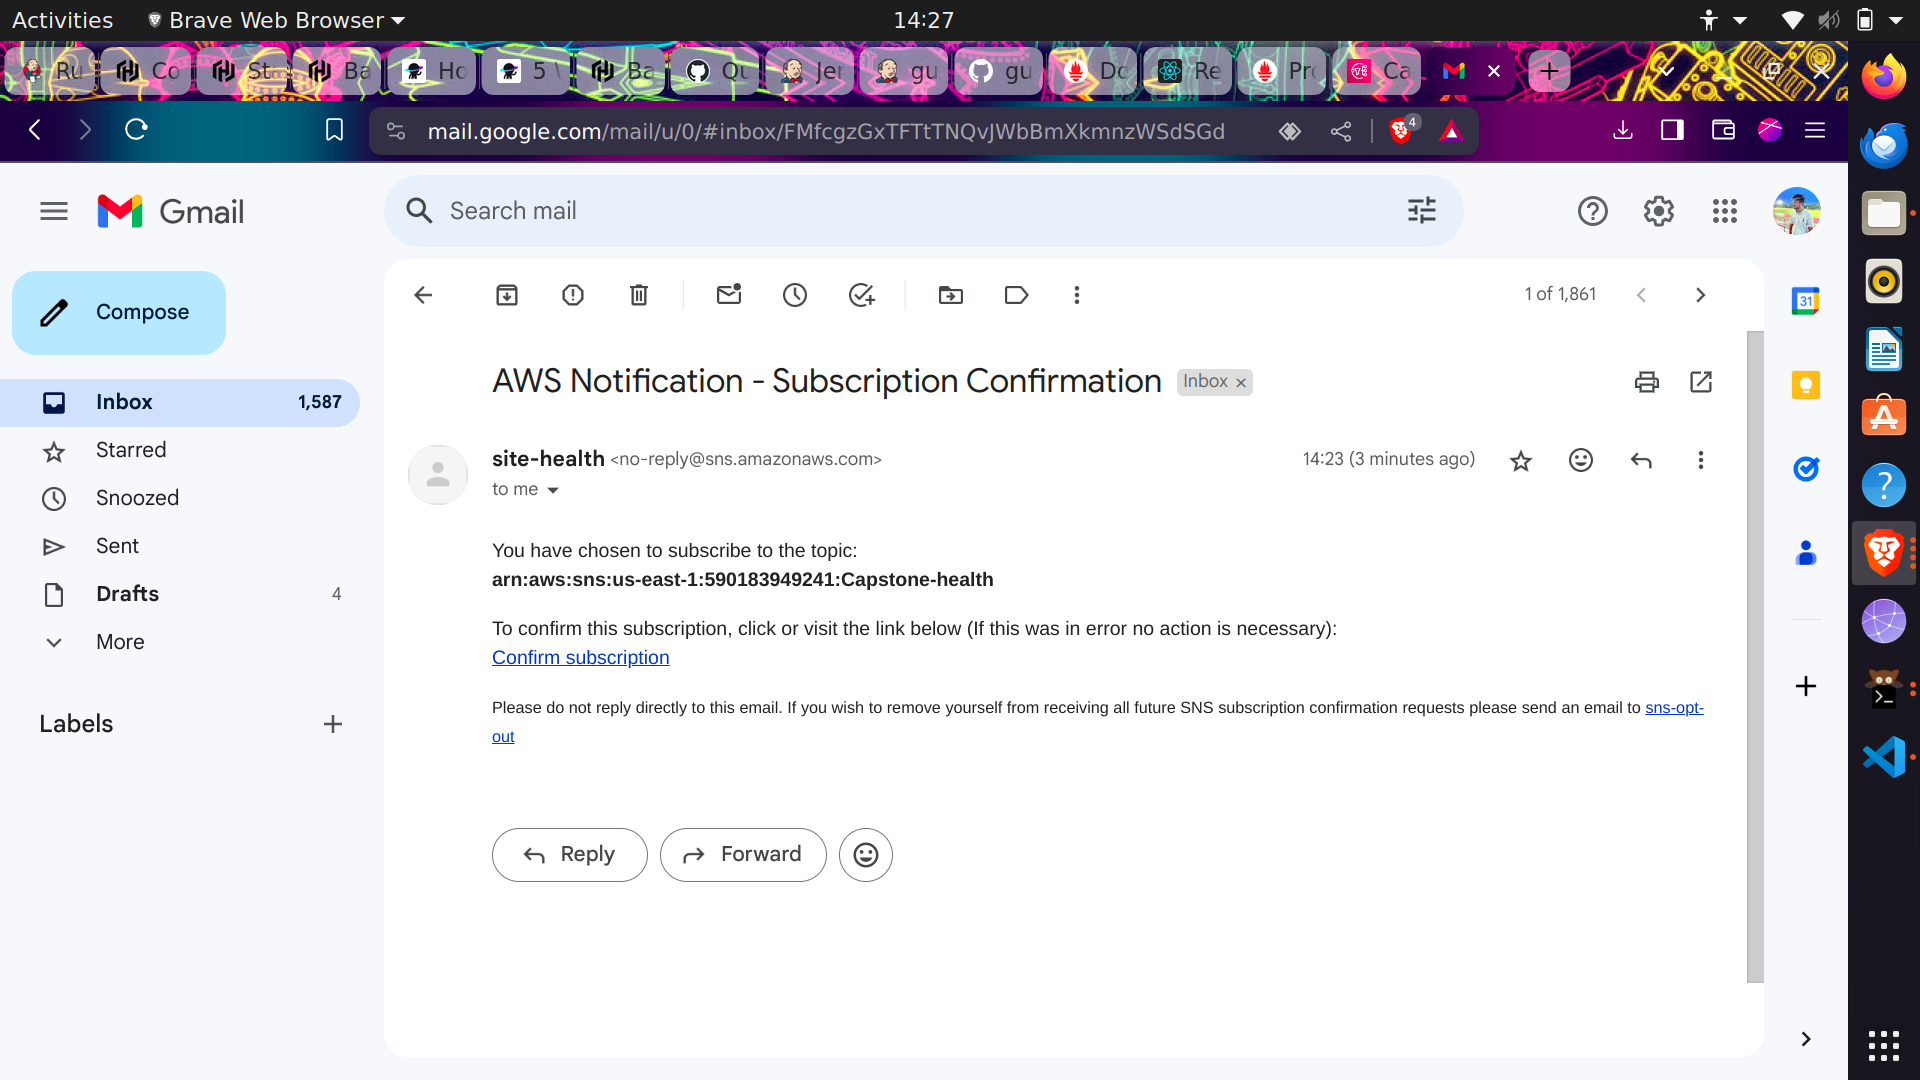 Activities
Brave Web Browser
14:27
Ru
Co
St
Ba
Ho
5
Ba
Qu
Jer
gu
gu
Do
Re
Pro
Ca
mail.google.com/mail/u/0/#inbox/FMfcgzGxTFTtTNQvJWbBmXkmnzWSdSGd
4
Gmail
Search mail
Compose
1 of 1,861
31
AWS Notification - Subscription Confirmation
Inbox ×
Inbox 1,587
Starred
Snoozed
Sent
Drafts 4
More
Labels
site-health <no-reply@sns.amazonaws.com>
14:23 (3 minutes ago)
to me
You have chosen to subscribe to the topic:
arn:aws:sns:us-east-1:590183949241:Capstone-health
To confirm this subscription, click or visit the link below (If this was in error no action is necessary):
Confirm subscription
Please do not reply directly to this email. If you wish to remove yourself from receiving all future SNS subscription confirmation requests please send an email to sns-opt-
out
Reply
Forward